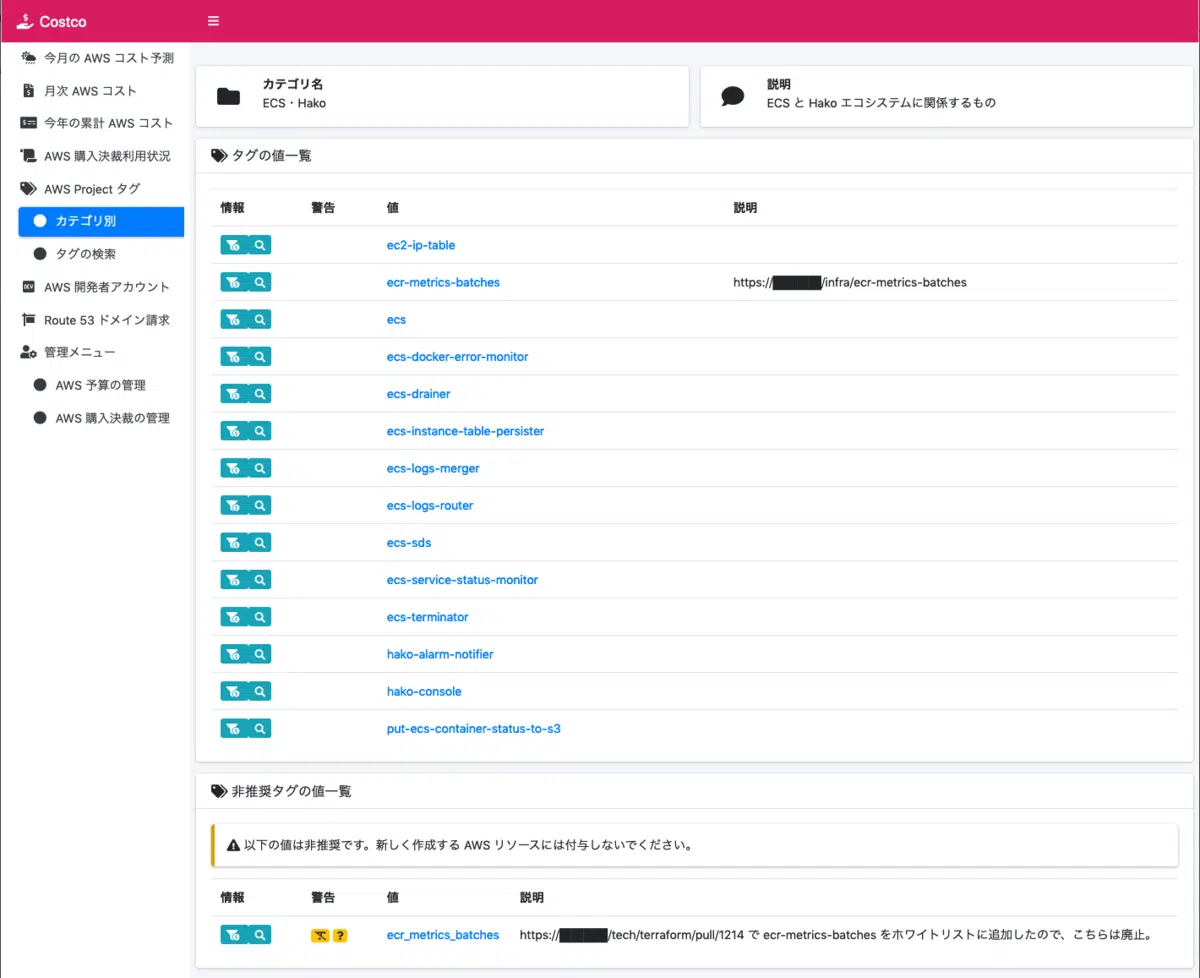 Costco
今月の AWS コスト予測
月次 AWS コスト
今年の累計 AWS コスト
AWS 購入決裁利用状況
AWS Project タグ
カテゴリ別
タグの検索
DEV AWS 開発者アカウント
Route 53 ドメイン請求
管理メニュー
AWS 予算の管理
AWS 購入決裁の管理
カテゴリ名
ECS・Hako
説明
ECS と Hako エコシステムに関係するもの
タグの値一覧
情報 警告 値 説明
ec2-ip-table
ecr-metrics-batches https:// /infra/ecr-metrics-batches
ecs
ecs-docker-error-monitor
ecs-drainer
ecs-instance-table-persister
ecs-logs-merger
ecs-logs-router
ecs-sds
ecs-service-status-monitor
ecs-terminator
hako-alarm-notifier
hako-console
put-ecs-container-status-to-s3
非推奨タグの値一覧
以下の値は非推奨です。新しく作成する AWS リソースには付与しないでください。
情報 警告 値 説明
ecr_metrics_batches https:// /tech/terraform/pull/1214 で ecr-metrics-batches をホワイトリストに追加したので、こちらは廃止。